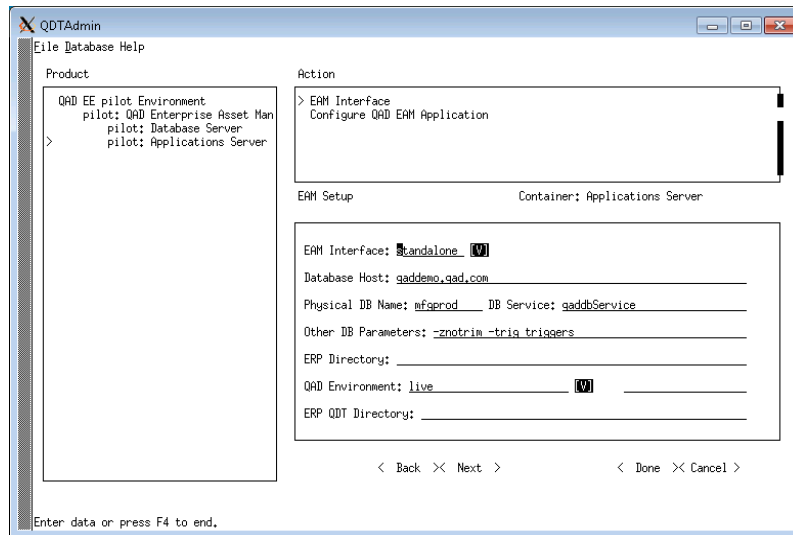 QDTAdmin
File Database Help
Product
QAD EE pilot Environment
pilot: QAD Enterprise Asset Man
pilot: Database Server
> pilot: Applications Server
Action
> EAM Interface
Configure QAD EAM Application
EAM Setup Container: Applications Server
EAM Interface: standalone [V]
Database Host: qaddemo.qad.com
Physical DB Name: mfgprod DB Service: qaddbService
Other DB Parameters: -znotrim -trig triggers
ERP Directory:
QAD Environment: live [V]
ERP QDT Directory:
< Back >< Next > < Done >< Cancel >
Enter data or press F4 to end.